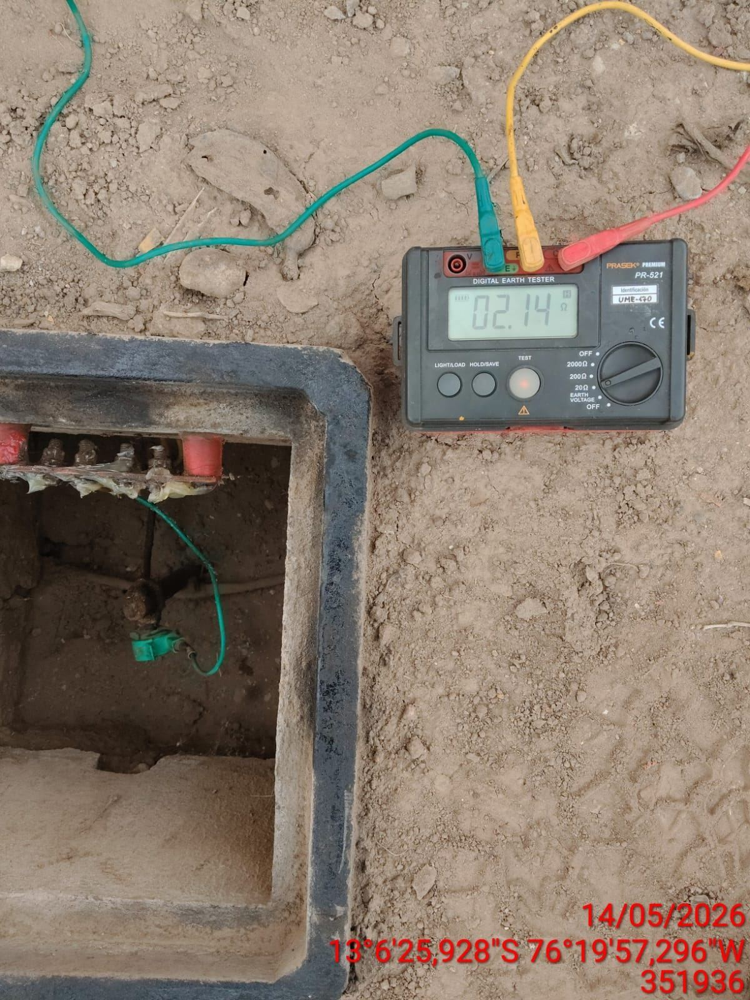 V
E
PRASEK® PREMIUM
PR-521
DIGITAL EARTH TESTER
Identificación
UME-670
02.14
H
Ω
CE
LIGHT/LOAD HOLD/SAVE TEST
OFF
2000Ω
200Ω
20Ω
EARTH
VOLTAGE
OFF
14/05/2026
13°6'25,928"S 76°19'57,296"W
351936